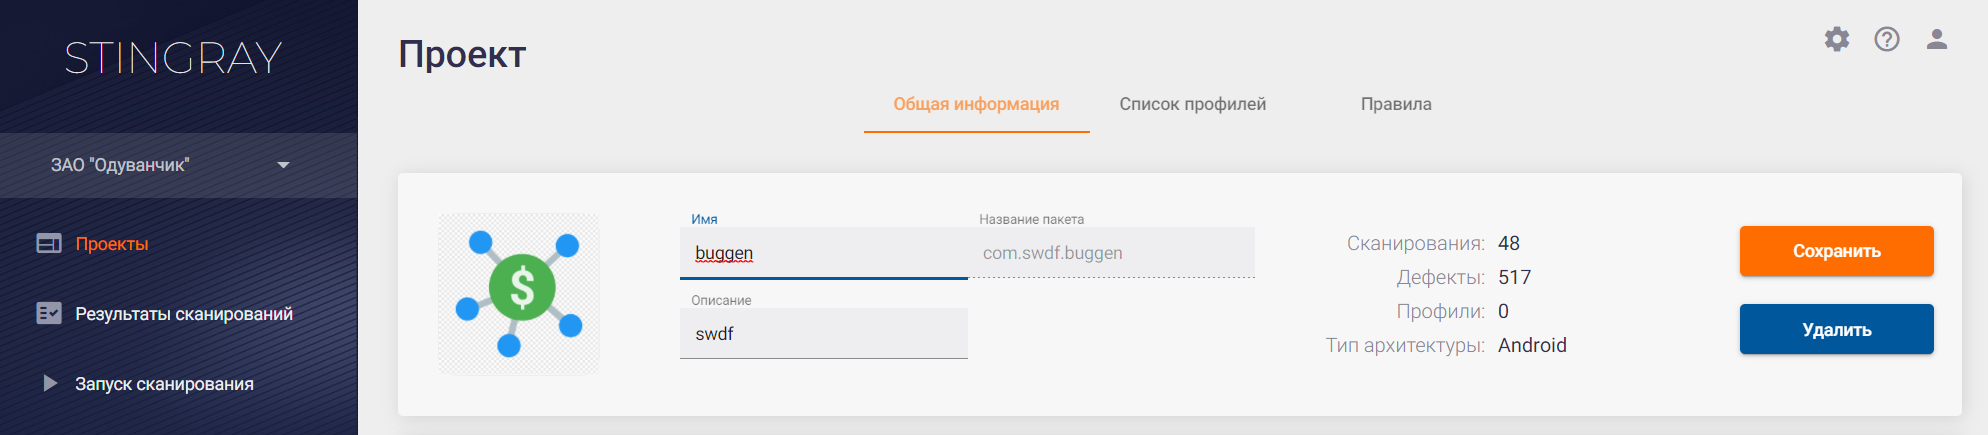 STINGRAY
ЗАО "Одуванчик"
Проекты
Результаты сканирований
Запуск сканирования
Проект
Общая информация
Список профилей
Правила
Имя
buggen
Название пакета
com.swdf.buggen
Описание
swdf
Сканирования: 48
Дефекты: 517
Профили: 0
Тип архитектуры: Android
Сохранить
Удалить